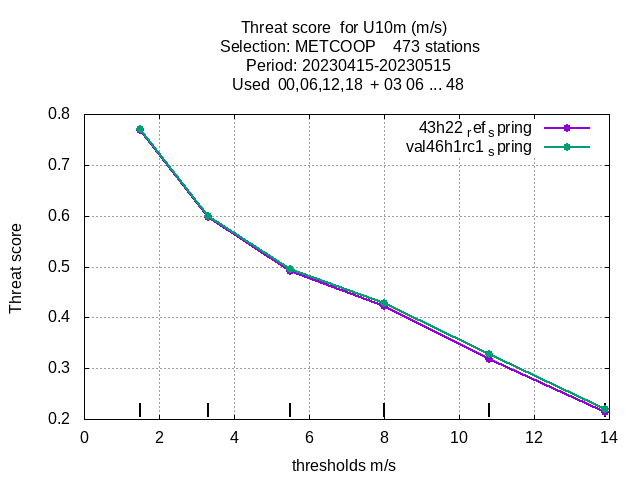 Threat score  for U10m (m/s)
Selection: METCOOP    473 stations
Period: 20230415-20230515
Used  00,06,12,18  + 03 06 ... 48
43h22 ref spring
val46h1rc1 spring
0.8
0.7
0.6
0.5
0.4
0.3
0.2
Threat score
0 2 4 6 8 10 12 14
thresholds m/s